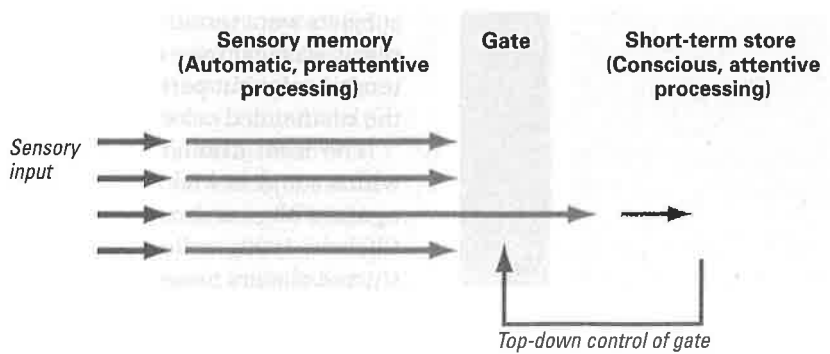 Sensory memory
(Automatic, preattentive
processing)
Gate
Short-term store
(Conscious, attentive
processing)
Sensory
input
Top-down control of gate